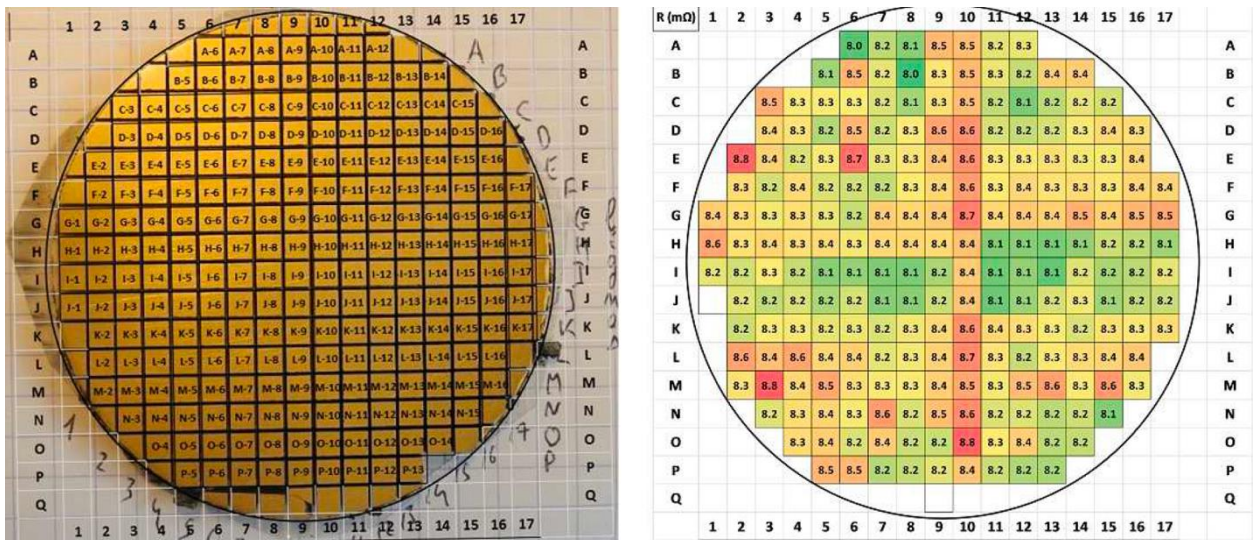 1 2 3 4 5 6 7 8 9 10 11 12 13 14 15 16 17
A A-6 A-7 A-8 A-9 A-10 A-11 A-12 A A
B B-5 B-6 B-7 B-8 B-9 B-10 B-11 B-12 B-13 B-14 B B
C C-3 C-4 C-5 C-6 C-7 C-8 C-9 C-10 C-11 C-12 C-13 C-14 C-15 C C
D D-3 D-4 D-5 D-6 D-7 D-8 D-9 D-10 D-11 D-12 D-13 D-14 D-15 D-16 D D
E E-2 E-3 E-4 E-5 E-6 E-7 E-8 E-9 E-10 E-11 E-12 E-13 E-14 E-15 E-16 E E
F F-2 F-3 F-4 F-5 F-6 F-7 F-8 F-9 F-10 F-11 F-12 F-13 F-14 F-15 F-16 F-17 F F
G G-1 G-2 G-3 G-4 G-5 G-6 G-7 G-8 G-9 G-10 G-11 G-12 G-13 G-14 G-15 G-16 G-17 G
H H-1 H-2 H-3 H-4 H-5 H-6 H-7 H-8 H-9 H-10 H-11 H-12 H-13 H-14 H-15 H-16 H-17 H
I I-1 I-2 I-3 I-4 I-5 I-6 I-7 I-8 I-9 I-10 I-11 I-12 I-13 I-14 I-15 I-16 I-17 I
J J-1 J-2 J-3 J-4 J-5 J-6 J-7 J-8 J-9 J-10 J-11 J-12 J-13 J-14 J-15 J-16 J-17 J J
K K-2 K-3 K-4 K-5 K-6 K-7 K-8 K-9 K-10 K-11 K-12 K-13 K-14 K-15 K-16 K-17 K K
L L-2 L-3 L-4 L-5 L-6 L-7 L-8 L-9 L-10 L-11 L-12 L-13 L-14 L-15 L-16 L
M M-2 M-3 M-4 M-5 M-6 M-7 M-8 M-9 M-10 M-11 M-12 M-13 M-14 M-15 M-16 M M
N N-3 N-4 N-5 N-6 N-7 N-8 N-9 N-10 N-11 N-12 N-13 N-14 N-15 N N
O O-4 O-5 O-6 O-7 O-8 O-9 O-10 O-11 O-12 O-13 O-14 O O
P P-5 P-6 P-7 P-8 P-9 P-10 P-11 P-12 P-13 P P
Q Q
1 2 3 4 5 6 7 8 9 10 11 12 13 14 15 16 17
1 2 3 4 5 13 14 15 16 17
R (mΩ) 1 2 3 4 5 6 7 8 9 10 11 12 13 14 15 16 17
A 8.0 8.2 8.1 8.5 8.5 8.2 8.3 A
B 8.1 8.5 8.2 8.0 8.3 8.5 8.3 8.2 8.4 8.4 B
C 8.5 8.3 8.3 8.3 8.2 8.1 8.3 8.5 8.2 8.1 8.2 8.2 8.2 C
D 8.4 8.3 8.2 8.5 8.2 8.3 8.6 8.6 8.2 8.2 8.2 8.3 8.4 8.3 D
E 8.8 8.4 8.2 8.3 8.7 8.3 8.3 8.4 8.6 8.3 8.3 8.3 8.3 8.3 8.4 E
F 8.3 8.2 8.4 8.2 8.2 8.2 8.3 8.4 8.6 8.3 8.4 8.3 8.4 8.3 8.4 8.4 F
G 8.4 8.3 8.3 8.3 8.3 8.2 8.4 8.4 8.4 8.7 8.4 8.4 8.4 8.5 8.4 8.5 8.5 G
H 8.6 8.3 8.4 8.3 8.4 8.3 8.4 8.4 8.4 8.4 8.1 8.1 8.1 8.1 8.2 8.2 8.1 H
I 8.2 8.2 8.3 8.2 8.1 8.1 8.1 8.1 8.2 8.4 8.1 8.1 8.1 8.2 8.2 8.2 8.2 I
J 8.2 8.2 8.2 8.2 8.2 8.1 8.1 8.2 8.4 8.1 8.1 8.2 8.3 8.1 8.2 8.2 J
K 8.2 8.3 8.3 8.2 8.3 8.2 8.3 8.4 8.6 8.4 8.3 8.3 8.2 8.3 8.3 8.3 K
L 8.6 8.4 8.6 8.4 8.4 8.2 8.3 8.4 8.7 8.3 8.2 8.3 8.3 8.4 8.4 L
M 8.3 8.8 8.4 8.5 8.3 8.3 8.3 8.4 8.5 8.3 8.2 8.5 8.6 8.3 8.6 8.3 M
N 8.2 8.3 8.4 8.3 8.6 8.2 8.5 8.6 8.2 8.3 8.2 8.2 8.1 N
O 8.3 8.4 8.2 8.4 8.2 8.2 8.8 8.3 8.4 8.2 8.2 O
P 8.5 8.5 8.2 8.2 8.2 8.4 8.2 8.2 8.2 P
Q Q
1 2 3 4 5 6 7 8 9 10 11 12 13 14 15 16 17